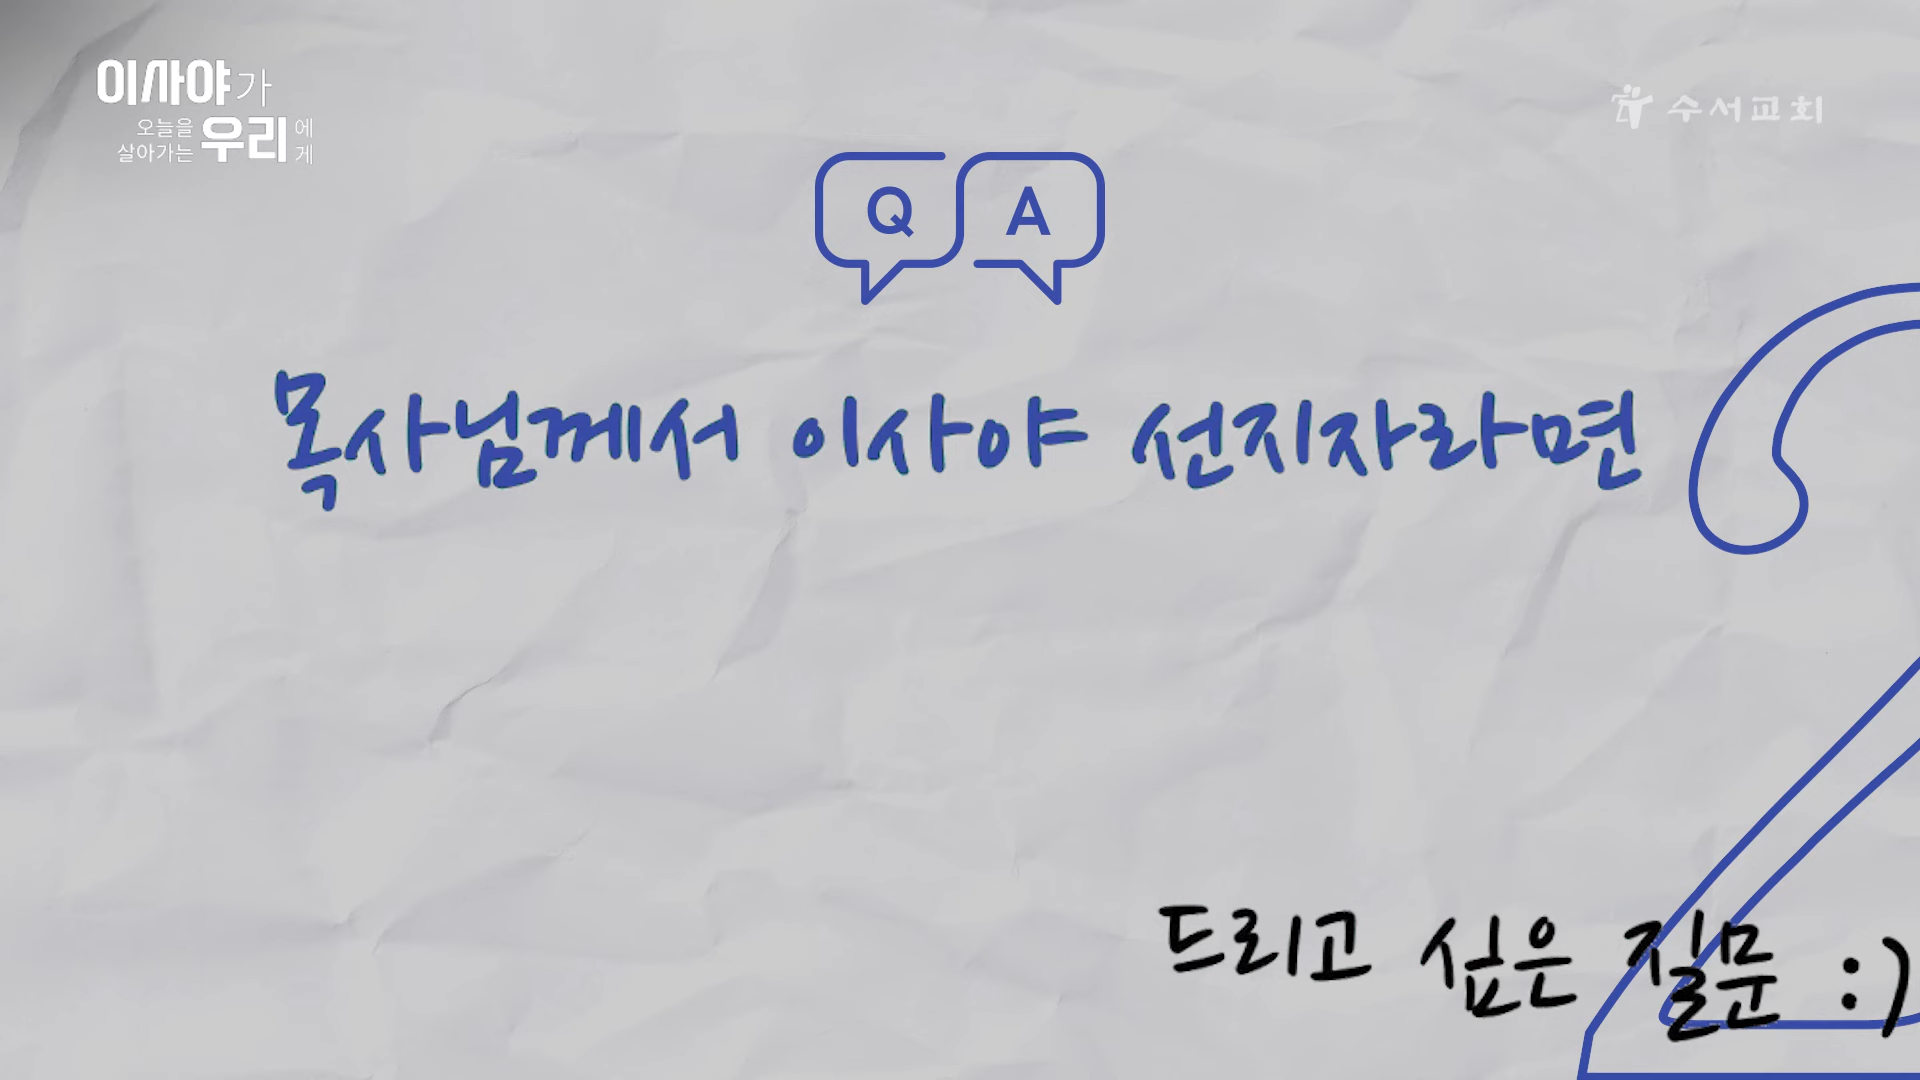 이사야가
오늘을 살아가는 우리에게
수서교회
Q A
목사님께서 이사야 선지자라면
드리고 싶은 질문 :)
2